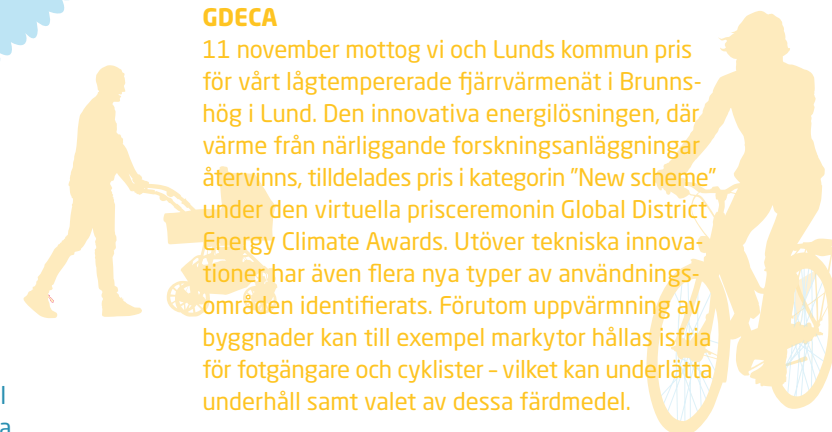 GDECA
11 november mottog vi och Lunds kommun pris
för vårt lågtempererade fjärrvärmenät i Brunns-
hög i Lund. Den innovativa energilösningen, där
värme från närliggande forskningsanläggningar
återvinns, tilldelades pris i kategorin ”New scheme”
under den virtuella prisceremonin Global District
Energy Climate Awards. Utöver tekniska innova-
tioner har även flera nya typer av användnings-
områden identifierats. Förutom uppvärmning av
byggnader kan till exempel markytor hållas isfria
för fotgängare och cyklister – vilket kan underlätta
underhåll samt valet av dessa färdmedel.